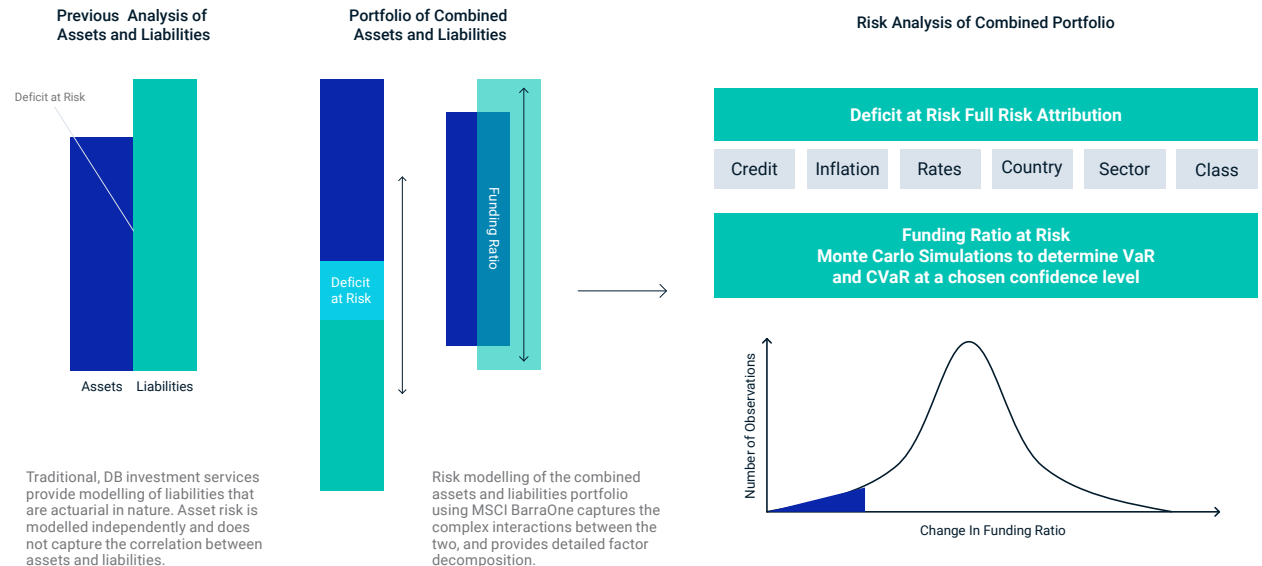 Previous Analysis of
Assets and Liabilities
Deficit at Risk
Assets
Liabilities
Traditional, DB investment services
provide modelling of liabilities that
are actuarial in nature. Asset risk is
modelled independently and does
not capture the correlation between
assets and liabilities.
Portfolio of Combined
Assets and Liabilities
Deficit
at Risk
Funding Ratio
Risk modelling of the combined
assets and liabilities portfolio
using MSCI BarraOne captures the
complex interactions between the
two, and provides detailed factor
decomposition.
Risk Analysis of Combined Portfolio
Deficit at Risk Full Risk Attribution
Credit
Inflation
Rates
Country
Sector
Class
Funding Ratio at Risk
Monte Carlo Simulations to determine VaR
and CVaR at a chosen confidence level
Number of Observations
Change In Funding Ratio